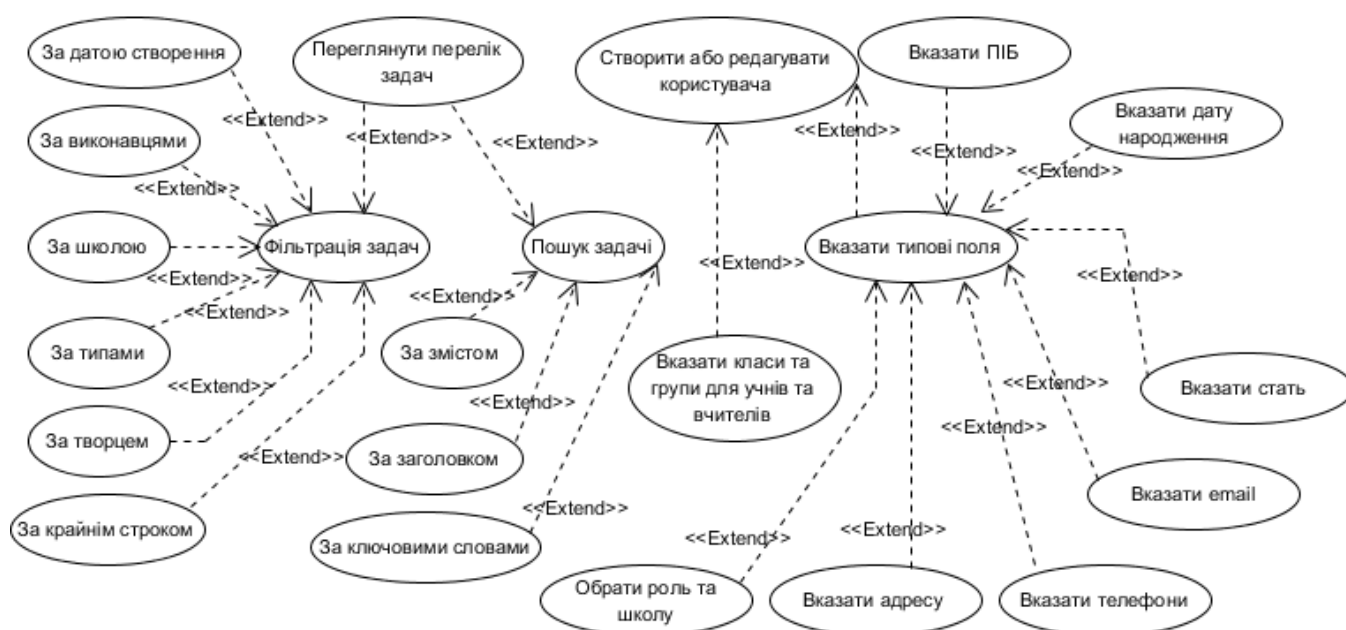 За датою створення
Переглянути перелік
задач
Створити або редагувати
користувача
Вказати ПІБ
Вказати дату
народження
<<Extend>>
<<Extend>>
<<Extend>>
<<Extend>>
<<Extend>>
За виконавцями
<<Extend>>
<<Extend>>
За школою
Фільтрація задач
Пошук задачі
Вказати типові поля
<<Extend>>
<<Extend>>
<<Extend>>
<<Extend>>
<<Extend>>
<<Extend>>
<<Extend>>
За типами
За змістом
Вказати класи та
групи для учнів та
вчителів
Вказати стать
<<Extend>>
<<Extend>>
<<Extend>>
За творцем
<<Extend>>
За заголовком
Вказати email
<<Extend>>
За крайнім строком
<<Extend>>
<<Extend>>
За ключовими словами
<<Extend>>
Обрати роль та
школу
Вказати адресу
Вказати телефони